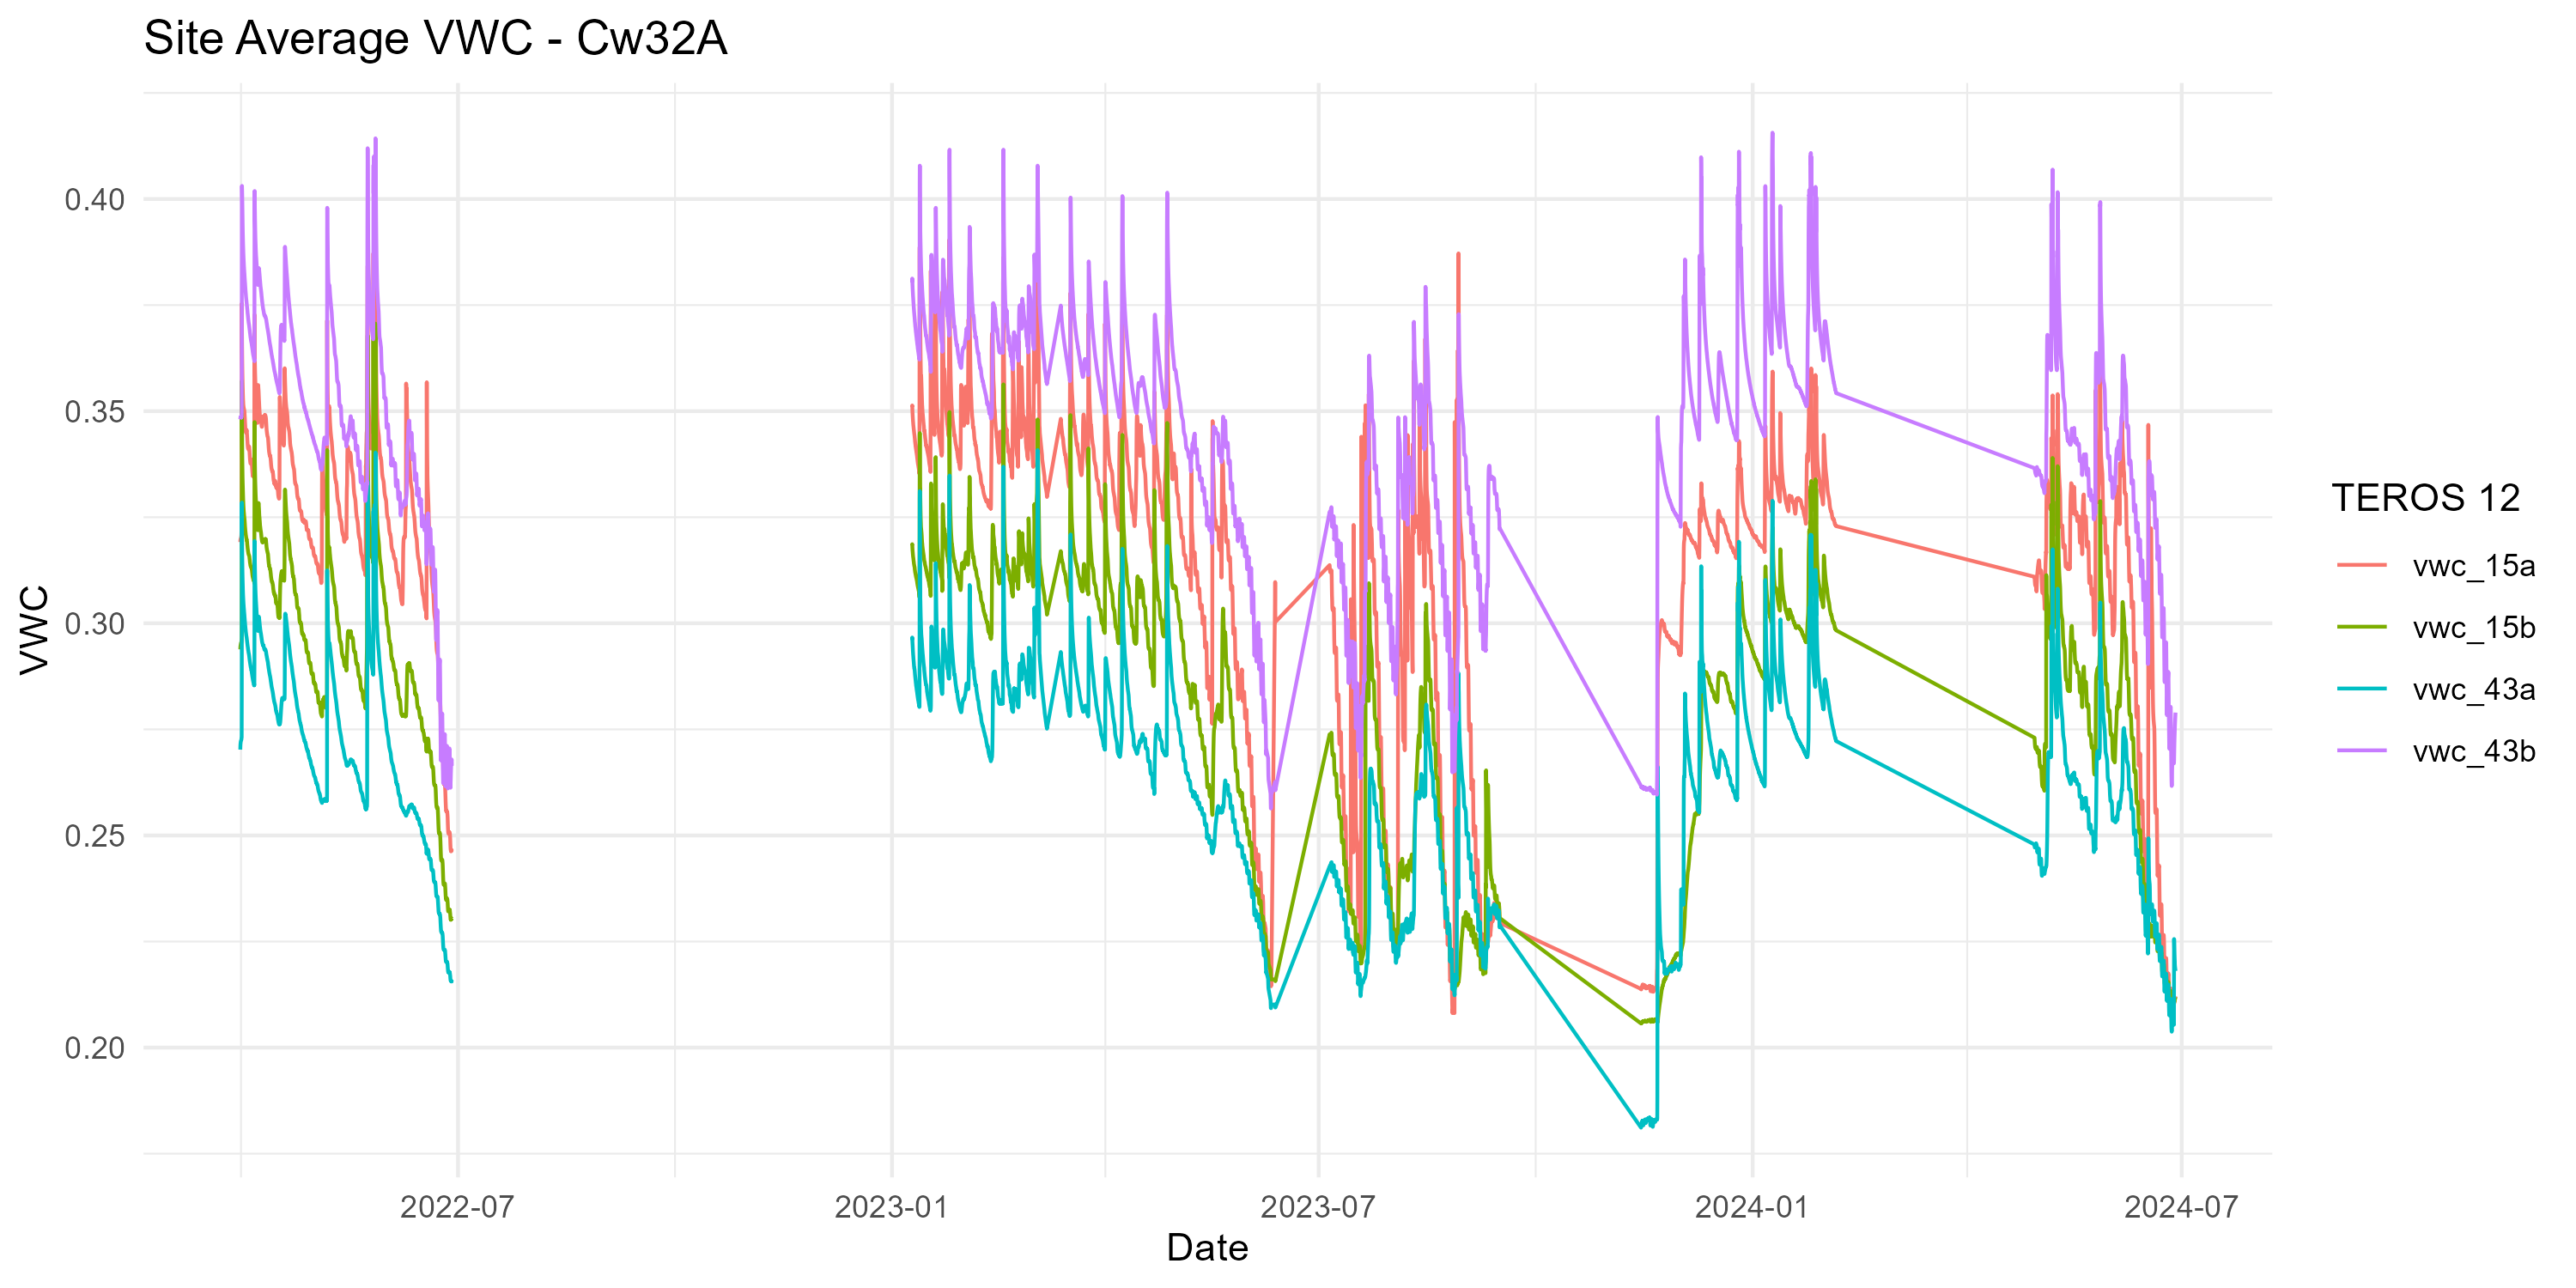 Site Average VWC - Cw32A
VWC
0.40
0.35
0.30
0.25
0.20
2022-07
2023-01
2023-07
2024-01
2024-07
Date
TEROS 12
vwc_15a
vwc_15b
vwc_43a
vwc_43b